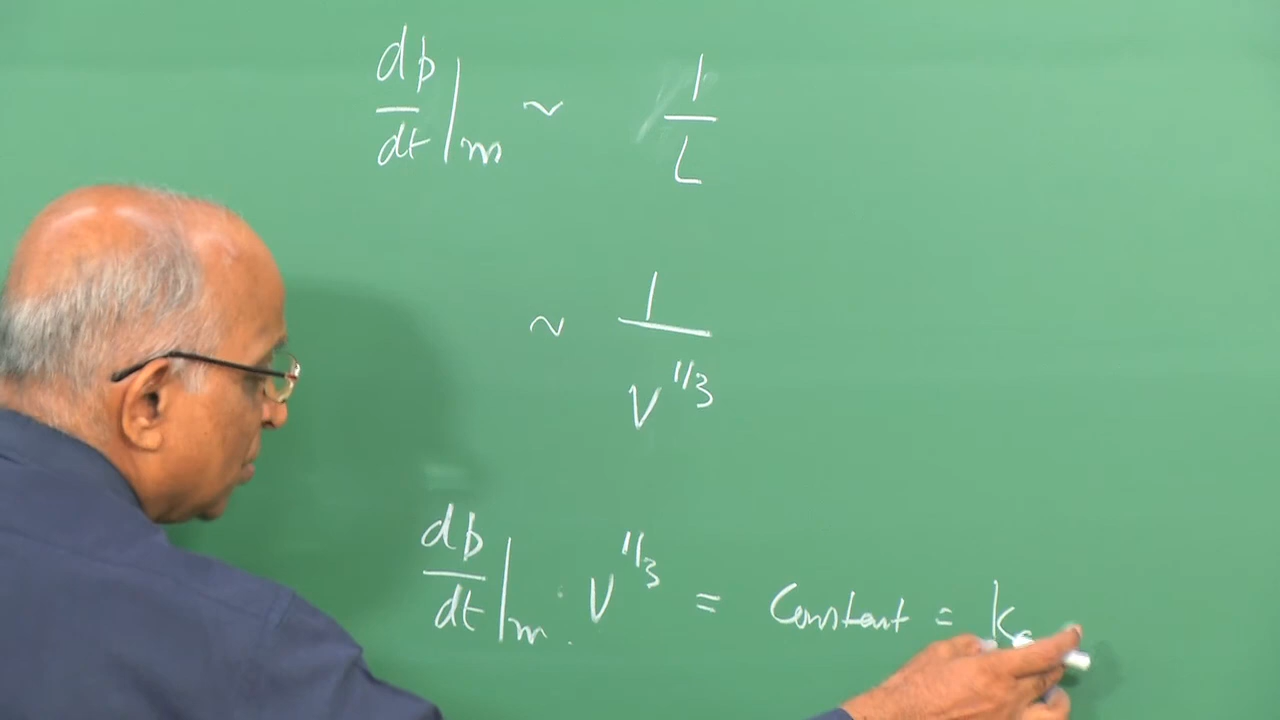 dp/dt|m ~ 1/L
~ 1/V^1/3
dp/dt|m · V^1/3 = Constant = K